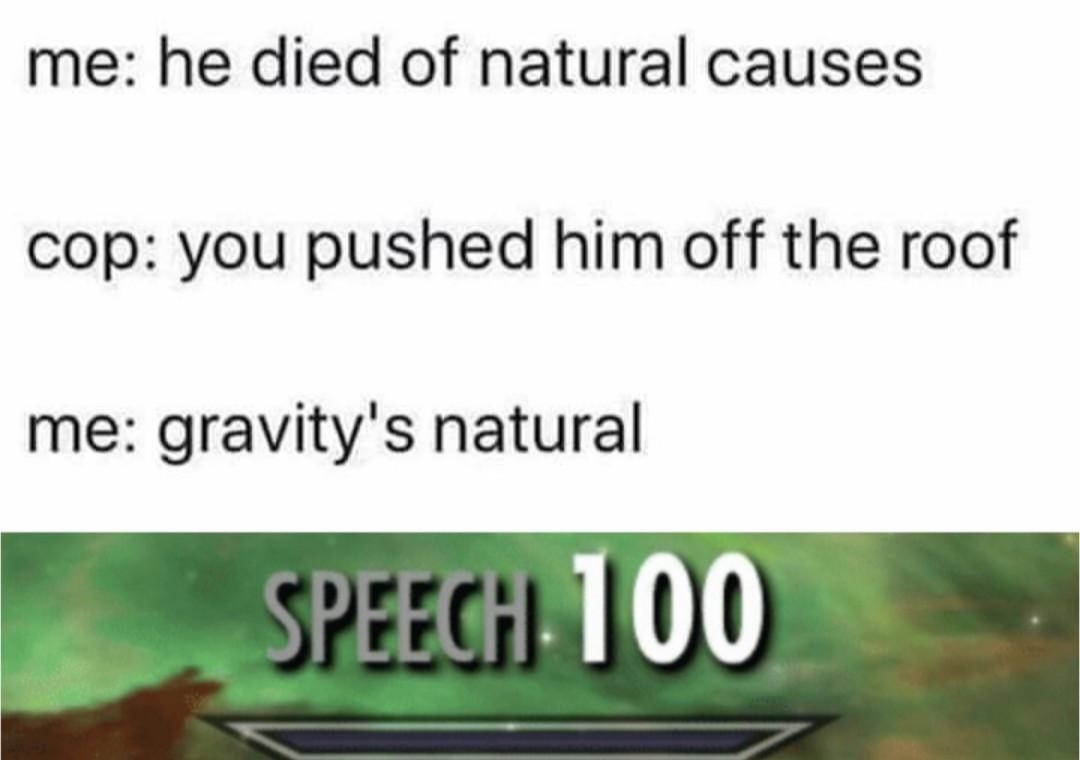 me: he died of natural causes
cop: you pushed him off the roof
me: gravity's natural
SPEECH 100